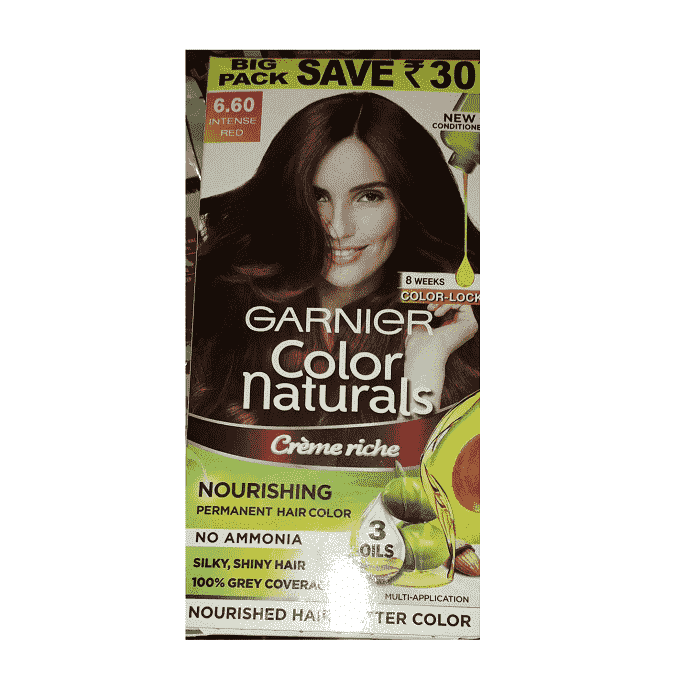 BIG
PACK SAVE ₹ 30
6.60
INTENSE
RED
NEW
CONDITIONE
8 WEEKS
COLOR-LOCK
GARNIER
Color
Naturals
Crème riche
NOURISHING
PERMANENT HAIR COLOR
NO AMMONIA
3
OILS
SILKY, SHINY HAIR
100% GREY COVERAG
MULTI-APPLICATION
NOURISHED HAI TTER COLOR